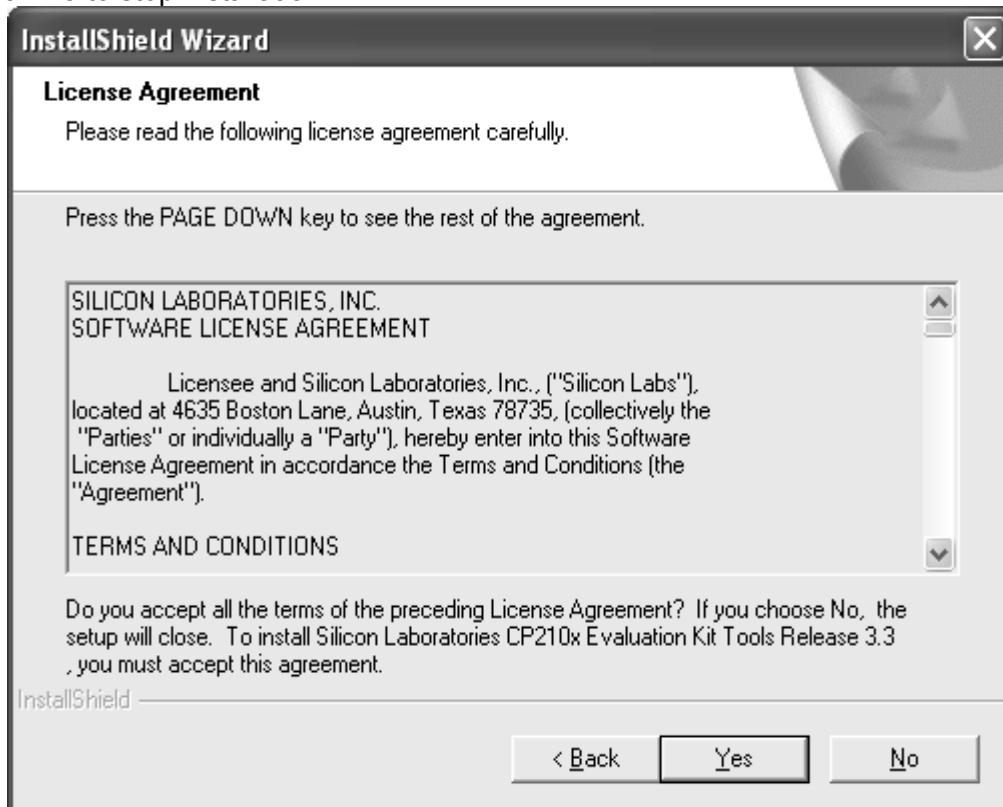 InstallShield Wizard
License Agreement
Please read the following license agreement carefully.
Press the PAGE DOWN key to see the rest of the agreement.
SILICON LABORATORIES, INC.
SOFTWARE LICENSE AGREEMENT
Licensee and Silicon Laboratories, Inc., ("Silicon Labs"),
located at 4635 Boston Lane, Austin, Texas 78735, (collectively the
"Parties" or individually a "Party"), hereby enter into this Software
License Agreement in accordance the Terms and Conditions (the
"Agreement").
TERMS AND CONDITIONS
Do you accept all the terms of the preceding License Agreement? If you choose No, the
setup will close. To install Silicon Laboratories CP210x Evaluation Kit Tools Release 3.3
, you must accept this agreement.
InstallShield
< Back
Yes
No